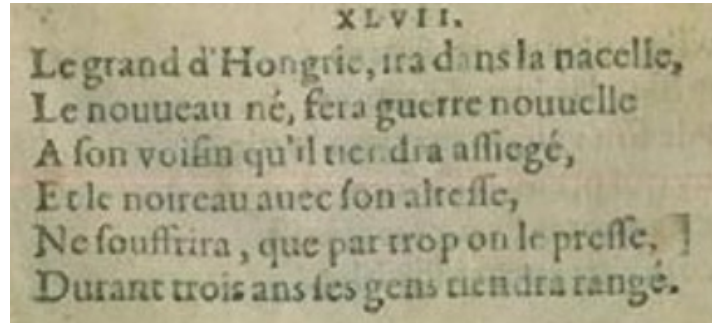 XLVII.
Le grand d'Hongrie, ira dans la nacelle,
Le nouueau né, fera guerre nouuelle
A ſon voiſin qu'il tiendra aſſiegé,
Et le noireau auec ſon alteſſe,
Ne ſouffrira, que par trop on le preſſe,
Durant trois ans ſes gens tiendra rangé.